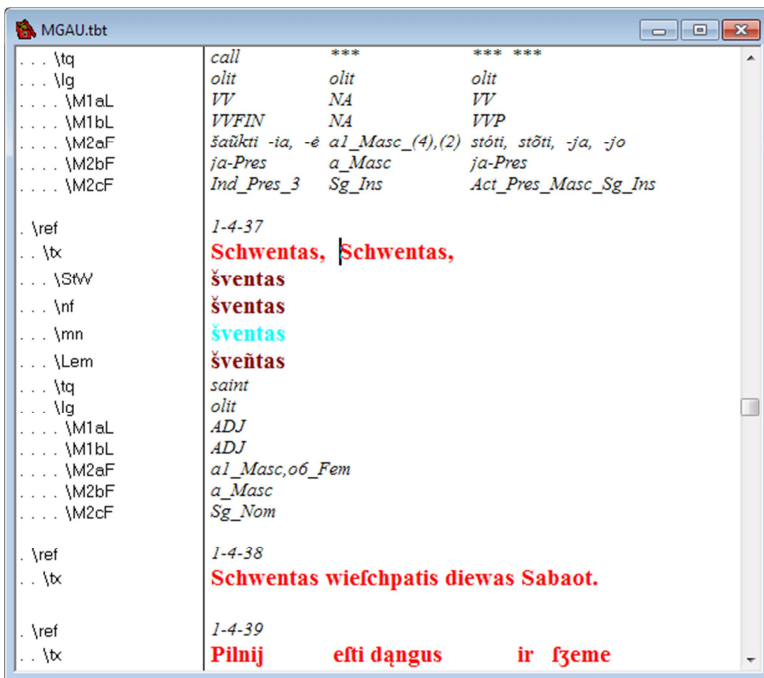 MGAU.tbt
. . . \tq call *** *** ***
. . . \lg olit olit olit
. . . . \M1aL VV NA VV
. . . . \M1bL VVFIN NA VVP
. . . . \M2aF šaũkti -ia, -ė a1_Masc_(4),(2) stóti, stõti, -ja, -jo
. . . . \M2bF ja-Pres a_Masc ja-Pres
. . . . \M2cF Ind_Pres_3 Sg_Ins Act_Pres_Masc_Sg_Ins
. \ref 1-4-37
. . \tx Schwentas, Schwentas,
. . . \StW šventas
. . . \nf šventas
. . . \mn šventas
. . . \Lem šveñtas
. . . \tq saint
. . . \lg olit
. . . . \M1aL ADJ
. . . . \M1bL ADJ
. . . . \M2aF a1_Masc,o6_Fem
. . . . \M2bF a_Masc
. . . . \M2cF Sg_Nom
. \ref 1-4-38
. . \tx Schwentas wieſchpatis diewas Sabaot.
. \ref 1-4-39
. . \tx Pilnij eſti dąngus ir ſʒeme